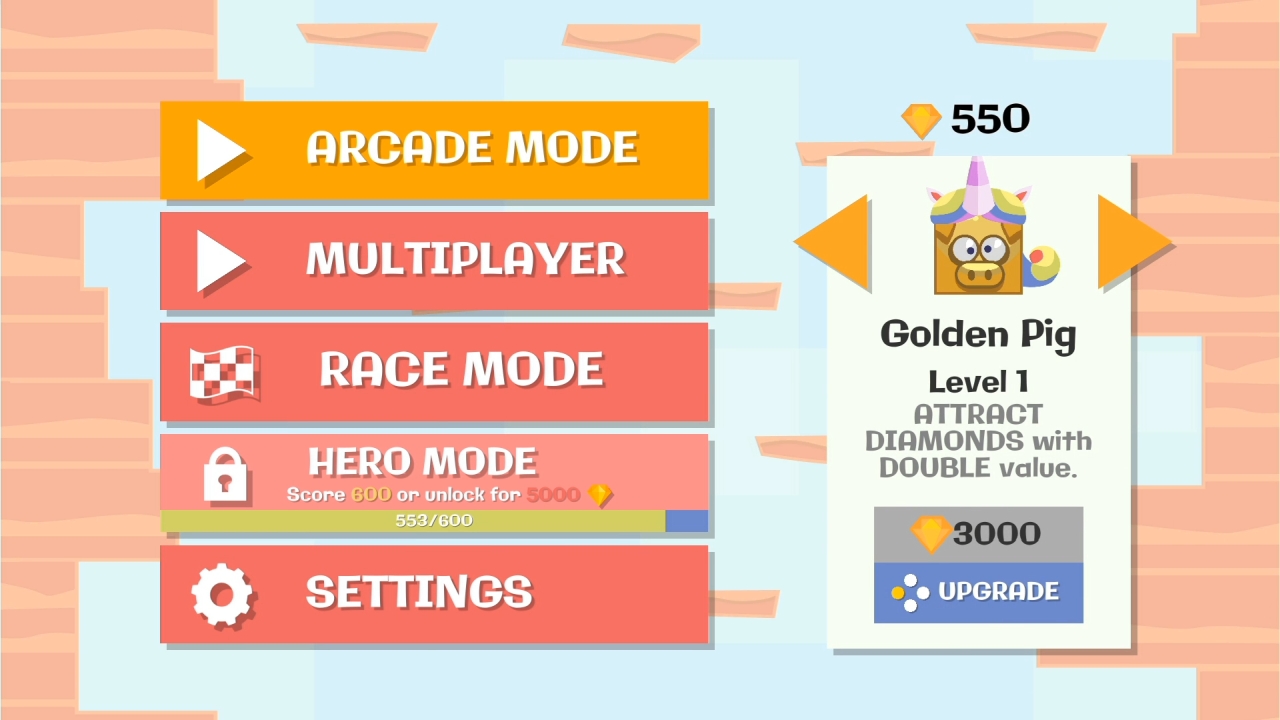 ARCADE MODE
MULTIPLAYER
RACE MODE
HERO MODE
Score 600 or unlock for 5000
553/600
SETTINGS
550
Golden Pig
Level 1
ATTRACT
DIAMONDS with
DOUBLE value.
3000
UPGRADE